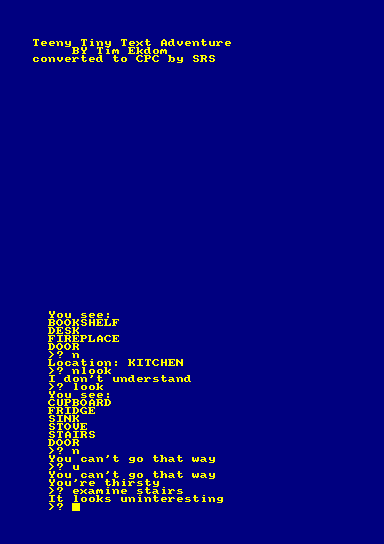 Teeny Tiny Text Adventure
BY Tim Ekdom
converted to CPC by SRS
You see:
BOOKSHELF
DESK
FIREPLACE
DOOR
>? n
Location: KITCHEN
>? nlook
I don't understand
>? look
You see:
CUPBOARD
FRIDGE
SINK
STOVE
STAIRS
DOOR
>? n
You can't go that way
>? u
You can't go that way
You're thirsty
>? examine stairs
It looks uninteresting
>?